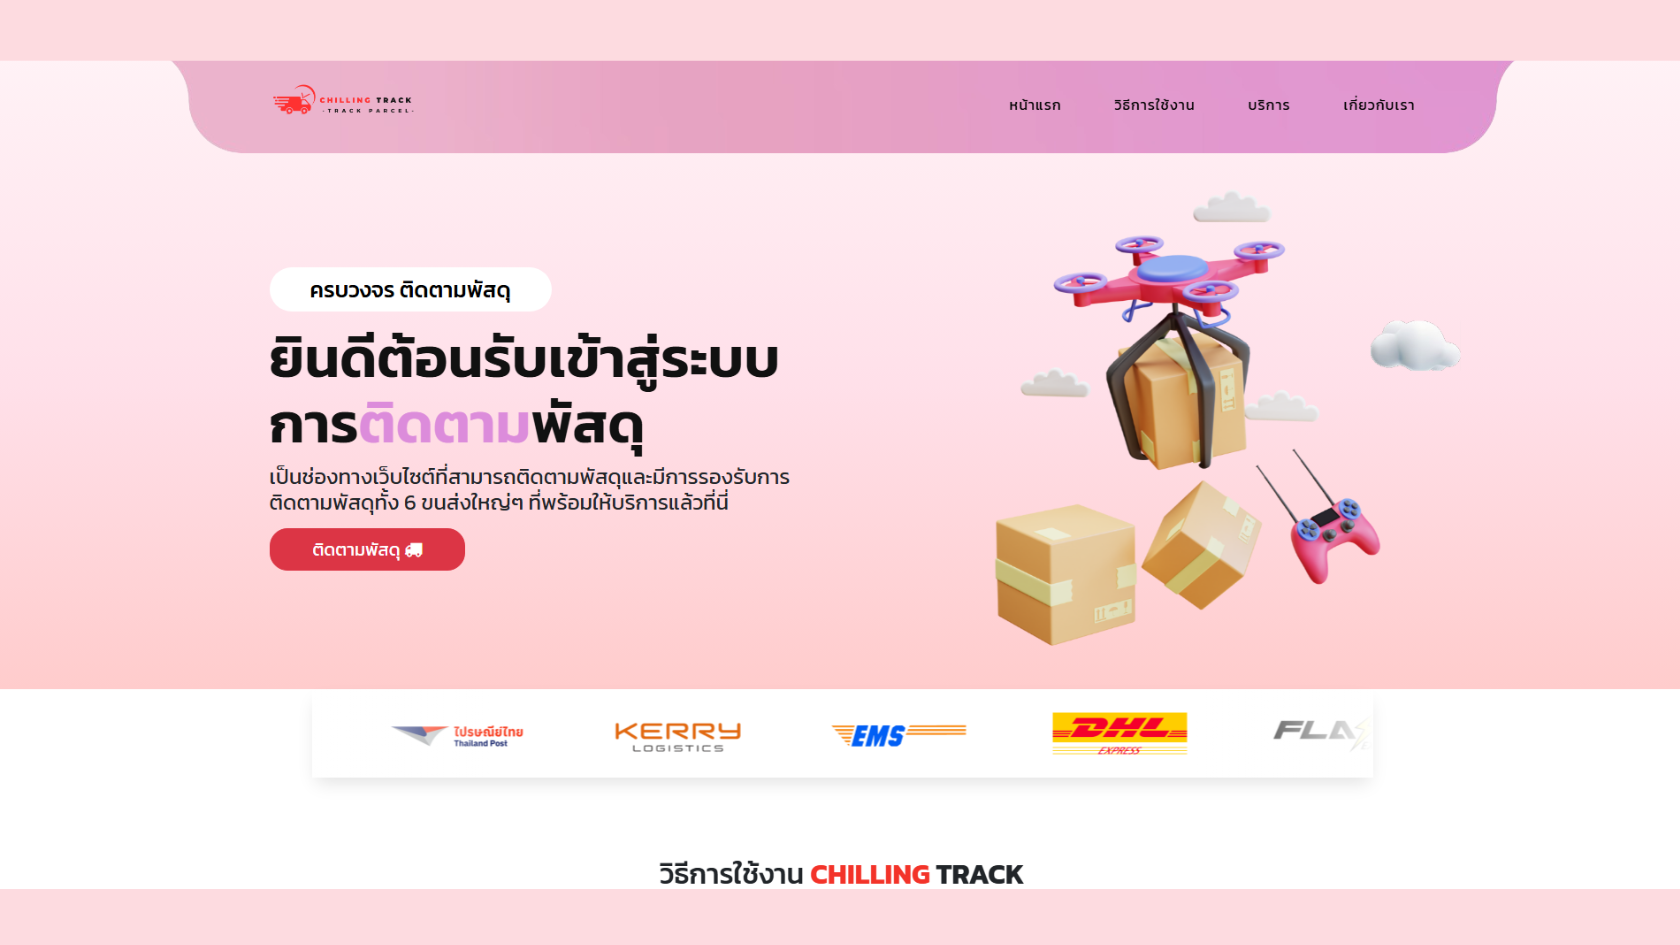 CHILLING TRACK
-TRACK PARCEL-
หน้าแรก
วิธีการใช้งาน
บริการ
เกี่ยวกับเรา
ครบวงจร ติดตามพัสดุ
ยินดีต้อนรับเข้าสู่ระบบ
การติดตามพัสดุ
เป็นช่องทางเว็บไซต์ที่สามารถติดตามพัสดุและมีการรองรับการ
ติดตามพัสดุทั้ง 6 ขนส่งใหญ่ๆ ที่พร้อมให้บริการแล้วที่นี่
ติดตามพัสดุ
ไปรษณีย์ไทย
Thailand Post
KERRY
LOGISTICS
EMS
DHL
EXPRESS
FLA
วิธีการใช้งาน CHILLING TRACK